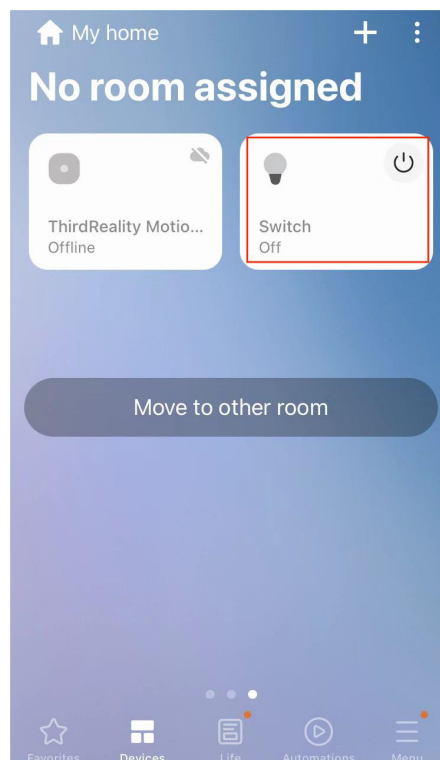 My home
No room assigned
ThirdReality Motio...
Offline
Switch
Off
Move to other room
Favorites Devices Life Automations Menu